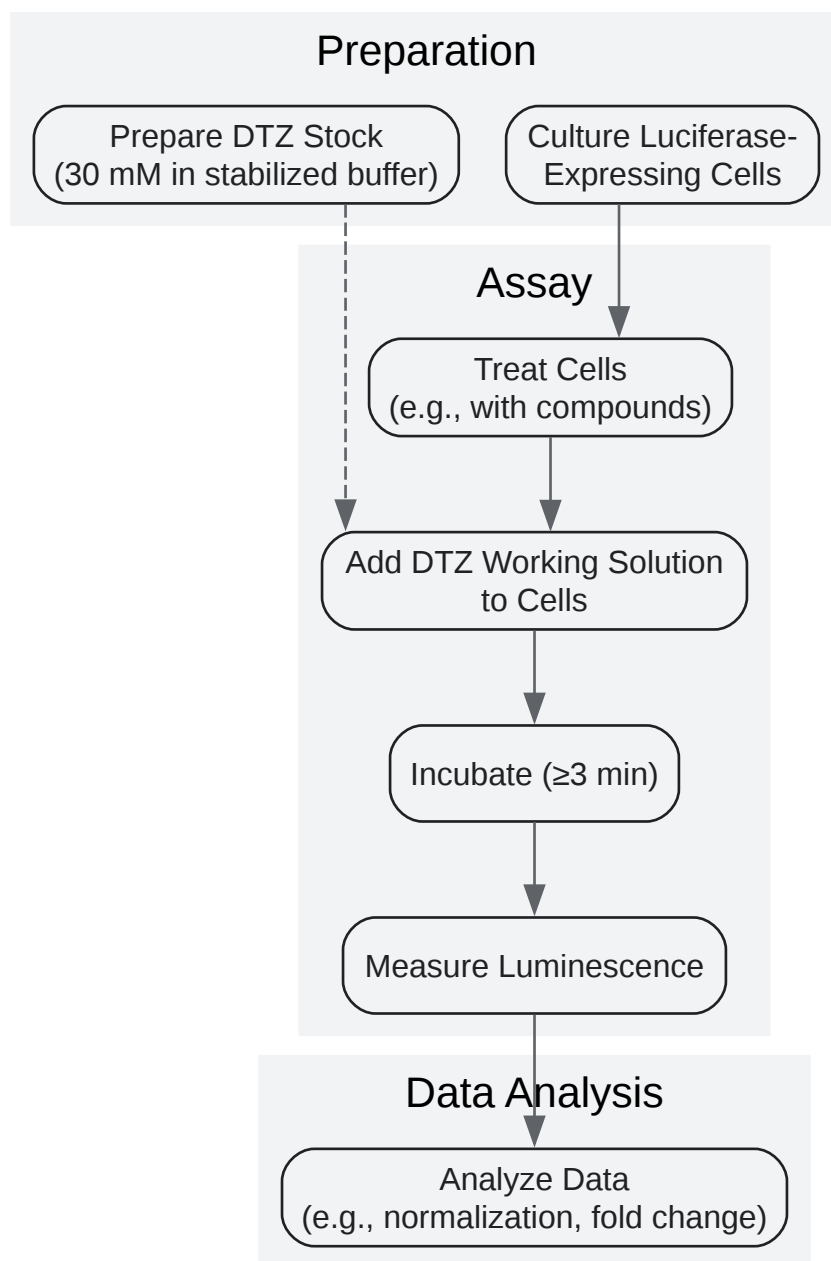 Preparation
Prepare DTZ Stock
(30 mM in stabilized buffer)
Culture Luciferase-
Expressing Cells
Assay
Treat Cells
(e.g., with compounds)
Add DTZ Working Solution
to Cells
Incubate (≥3 min)
Measure Luminescence
Data Analysis
Analyze Data
(e.g., normalization, fold change)